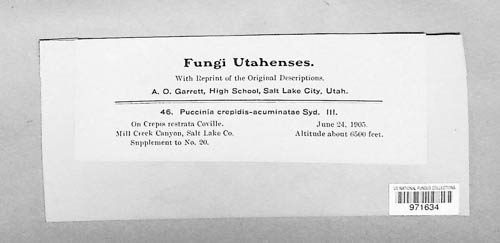 Fungi Utahenses.
With Reprint of the Original Descriptions.
A. O. Garrett, High School, Salt Lake City, Utah.
46. Puccinia crepidis-acuminatae Syd. III.
On Crepis rostrata Coville. June 24, 1905.
Mill Creek Canyon, Salt Lake Co. Altitude about 6500 feet.
Supplement to No. 20.
US NATIONAL FUNGUS COLLECTIONS
971634